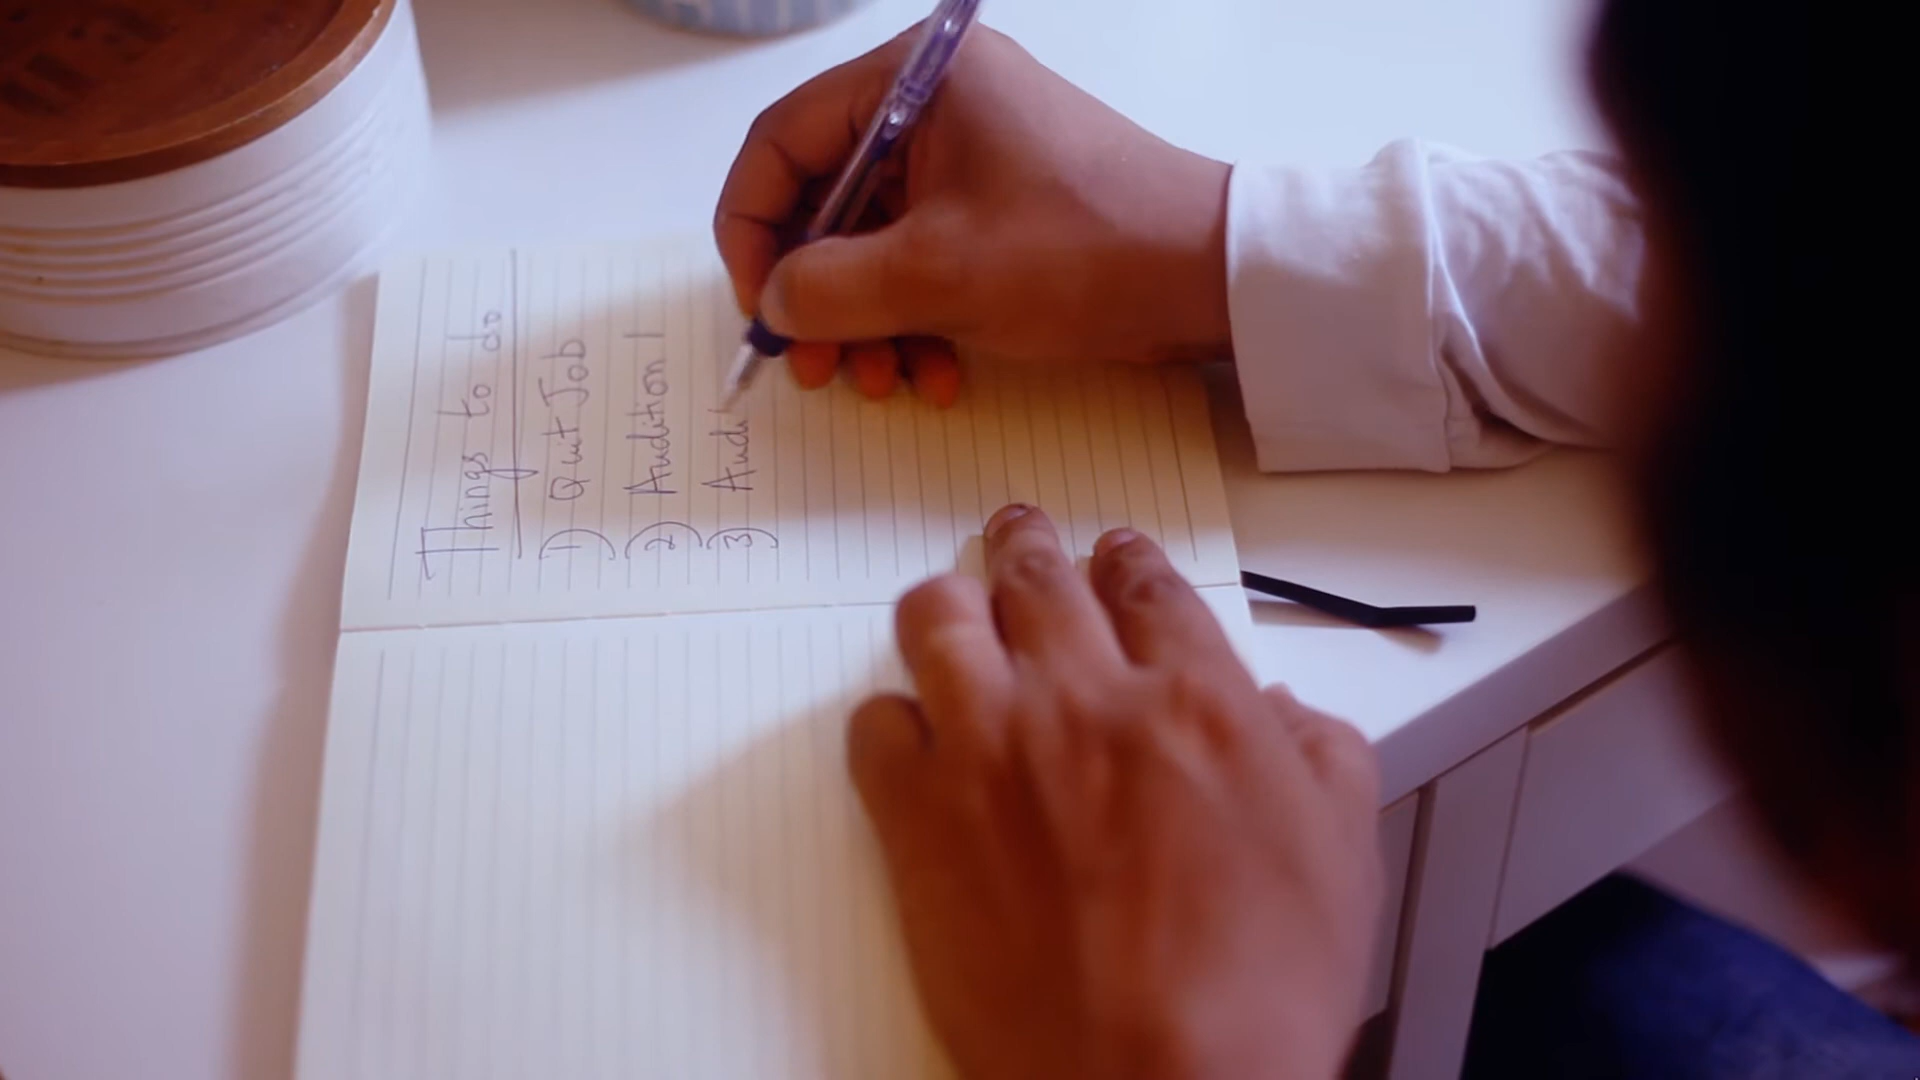 Things to do
1) Quit Job
2) Audition 1
3) Audi